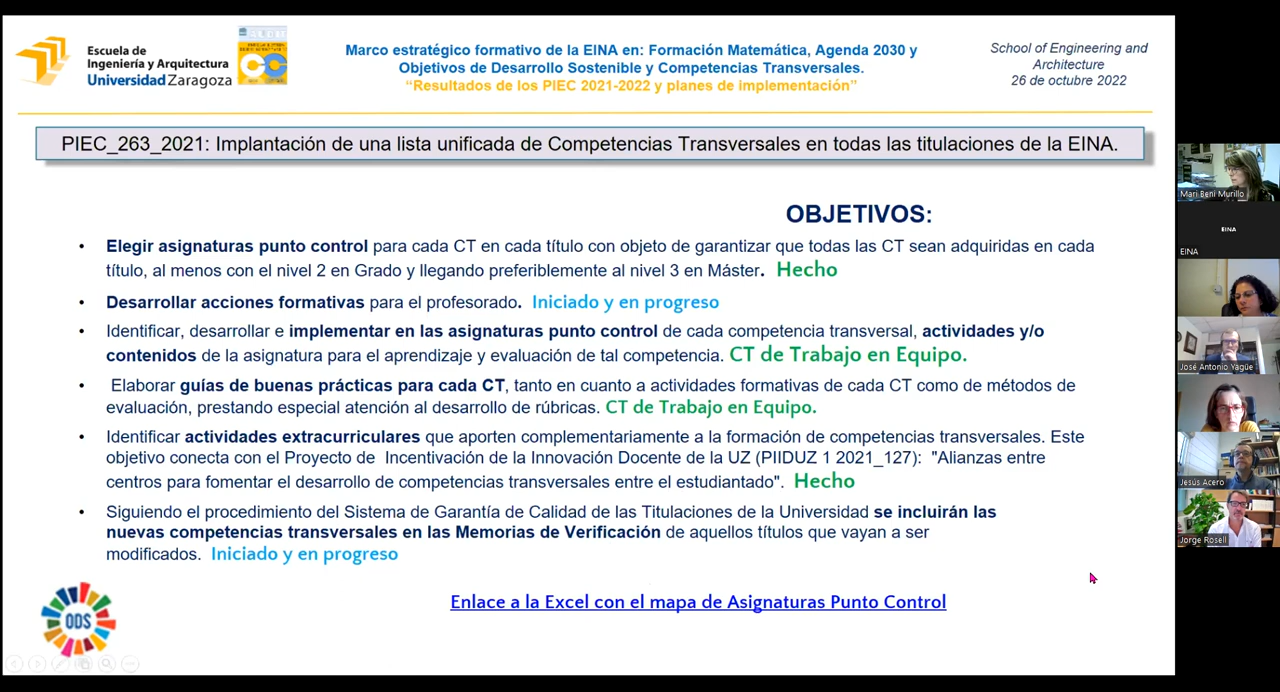 Escuela de
Ingeniería y Arquitectura
Universidad Zaragoza
Marco estratégico formativo de la EINA en: Formación Matemática, Agenda 2030 y
Objetivos de Desarrollo Sostenible y Competencias Transversales.
“Resultados de los PIEC 2021-2022 y planes de implementación”
School of Engineering and
Architecture
26 de octubre 2022
PIEC_263_2021: Implantación de una lista unificada de Competencias Transversales en todas las titulaciones de la EINA.
OBJETIVOS:
• Elegir asignaturas punto control para cada CT en cada título con objeto de garantizar que todas las CT sean adquiridas en cada
título, al menos con el nivel 2 en Grado y llegando preferiblemente al nivel 3 en Máster. Hecho
• Desarrollar acciones formativas para el profesorado. Iniciado y en progreso
• Identificar, desarrollar e implementar en las asignaturas punto control de cada competencia transversal, actividades y/o
contenidos de la asignatura para el aprendizaje y evaluación de tal competencia. CT de Trabajo en Equipo.
• Elaborar guías de buenas prácticas para cada CT, tanto en cuanto a actividades formativas de cada CT como de métodos de
evaluación, prestando especial atención al desarrollo de rúbricas. CT de Trabajo en Equipo.
• Identificar actividades extracurriculares que aporten complementariamente a la formación de competencias transversales. Este
objetivo conecta con el Proyecto de Incentivación de la Innovación Docente de la UZ (PIIDUZ 1 2021_127): "Alianzas entre
centros para fomentar el desarrollo de competencias transversales entre el estudiantado". Hecho
• Siguiendo el procedimiento del Sistema de Garantía de Calidad de las Titulaciones de la Universidad se incluirán las
nuevas competencias transversales en las Memorias de Verificación de aquellos títulos que vayan a ser
modificados. Iniciado y en progreso
Enlace a la Excel con el mapa de Asignaturas Punto Control
ODS
Mari Beni Murillo
EINA
EINA
José Antonio Yagüe
Jesús Acero
Jorge Rosell